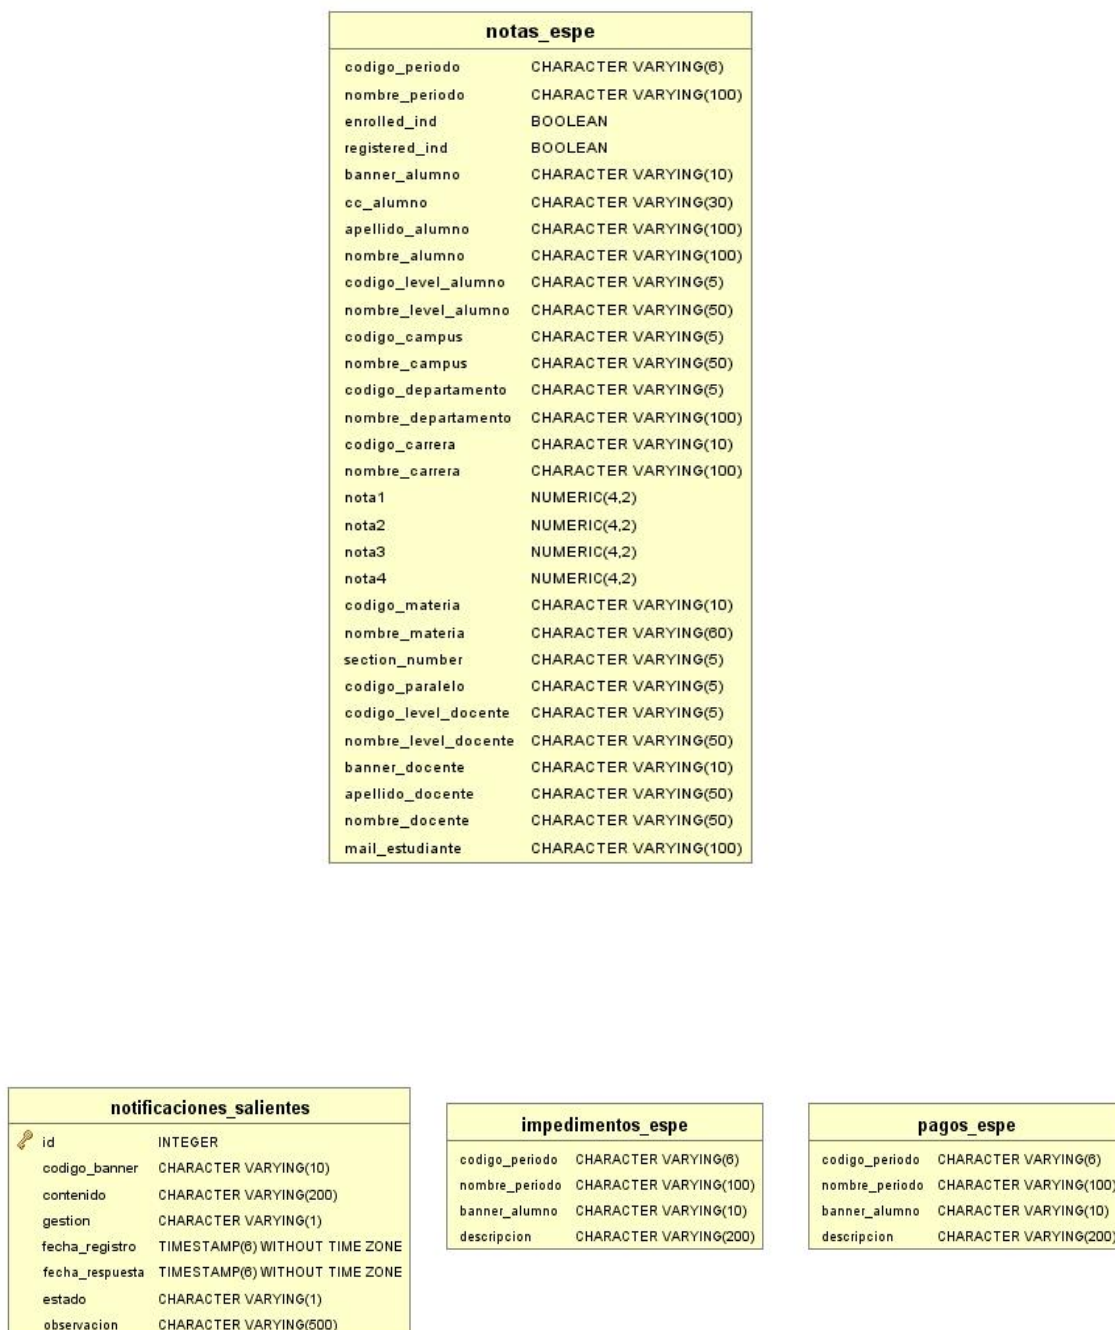 notas_espe
codigo_periodo CHARACTER VARYING(6)
nombre_periodo CHARACTER VARYING(100)
enrolled_ind BOOLEAN
registered_ind BOOLEAN
banner_alumno CHARACTER VARYING(10)
cc_alumno CHARACTER VARYING(30)
apellido_alumno CHARACTER VARYING(100)
nombre_alumno CHARACTER VARYING(100)
codigo_level_alumno CHARACTER VARYING(5)
nombre_level_alumno CHARACTER VARYING(50)
codigo_campus CHARACTER VARYING(5)
nombre_campus CHARACTER VARYING(50)
codigo_departamento CHARACTER VARYING(5)
nombre_departamento CHARACTER VARYING(100)
codigo_carrera CHARACTER VARYING(10)
nombre_carrera CHARACTER VARYING(100)
nota1 NUMERIC(4,2)
nota2 NUMERIC(4,2)
nota3 NUMERIC(4,2)
nota4 NUMERIC(4,2)
codigo_materia CHARACTER VARYING(10)
nombre_materia CHARACTER VARYING(60)
section_number CHARACTER VARYING(5)
codigo_paralelo CHARACTER VARYING(5)
codigo_level_docente CHARACTER VARYING(5)
nombre_level_docente CHARACTER VARYING(50)
banner_docente CHARACTER VARYING(10)
apellido_docente CHARACTER VARYING(50)
nombre_docente CHARACTER VARYING(50)
mail_estudiante CHARACTER VARYING(100)
notificaciones_salientes
id INTEGER
codigo_banner CHARACTER VARYING(10)
contenido CHARACTER VARYING(200)
gestion CHARACTER VARYING(1)
fecha_registro TIMESTAMP(6) WITHOUT TIME ZONE
fecha_respuesta TIMESTAMP(6) WITHOUT TIME ZONE
estado CHARACTER VARYING(1)
observacion CHARACTER VARYING(500)
impedimentos_espe
codigo_periodo CHARACTER VARYING(6)
nombre_periodo CHARACTER VARYING(100)
banner_alumno CHARACTER VARYING(10)
descripcion CHARACTER VARYING(200)
pagos_espe
codigo_periodo CHARACTER VARYING(6)
nombre_periodo CHARACTER VARYING(100)
banner_alumno CHARACTER VARYING(10)
descripcion CHARACTER VARYING(200)